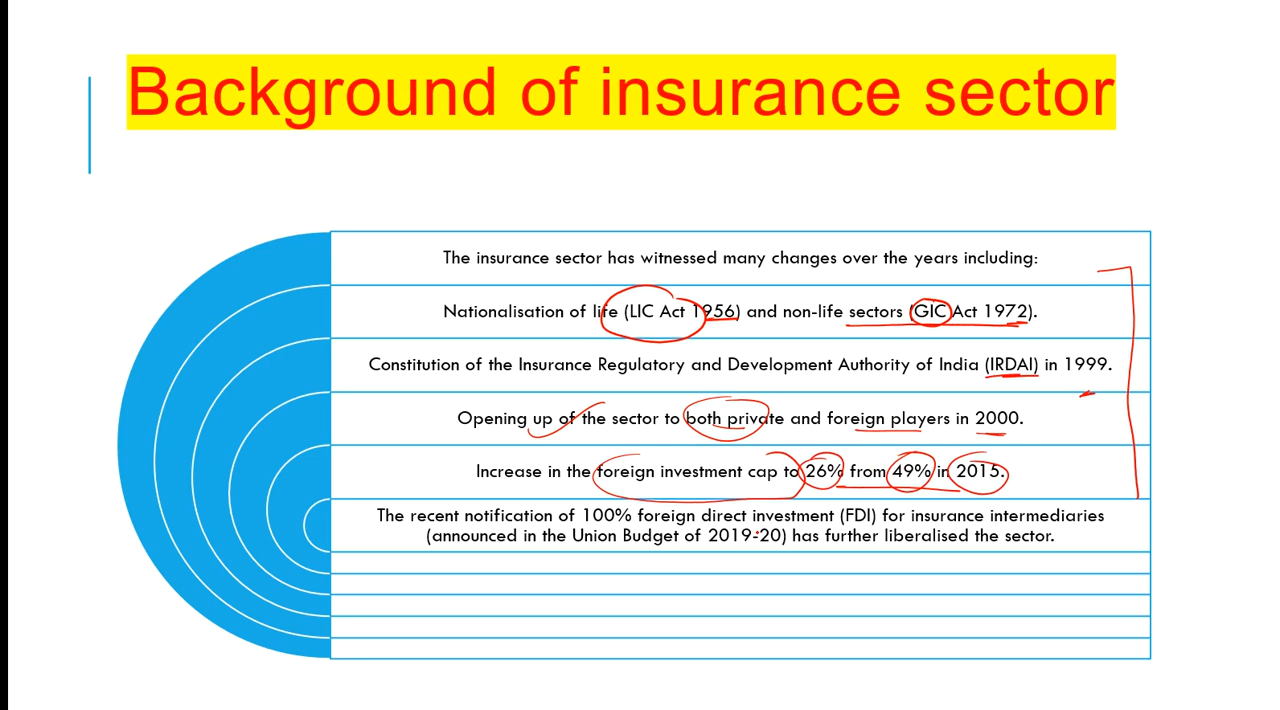 Background of insurance sector
The insurance sector has witnessed many changes over the years including:
Nationalisation of life (LIC Act 1956) and non-life sectors (GIC Act 1972).
Constitution of the Insurance Regulatory and Development Authority of India (IRDAI) in 1999.
Opening up of the sector to both private and foreign players in 2000.
Increase in the foreign investment cap to 26% from 49% in 2015.
The recent notification of 100% foreign direct investment (FDI) for insurance intermediaries
(announced in the Union Budget of 2019-20) has further liberalised the sector.